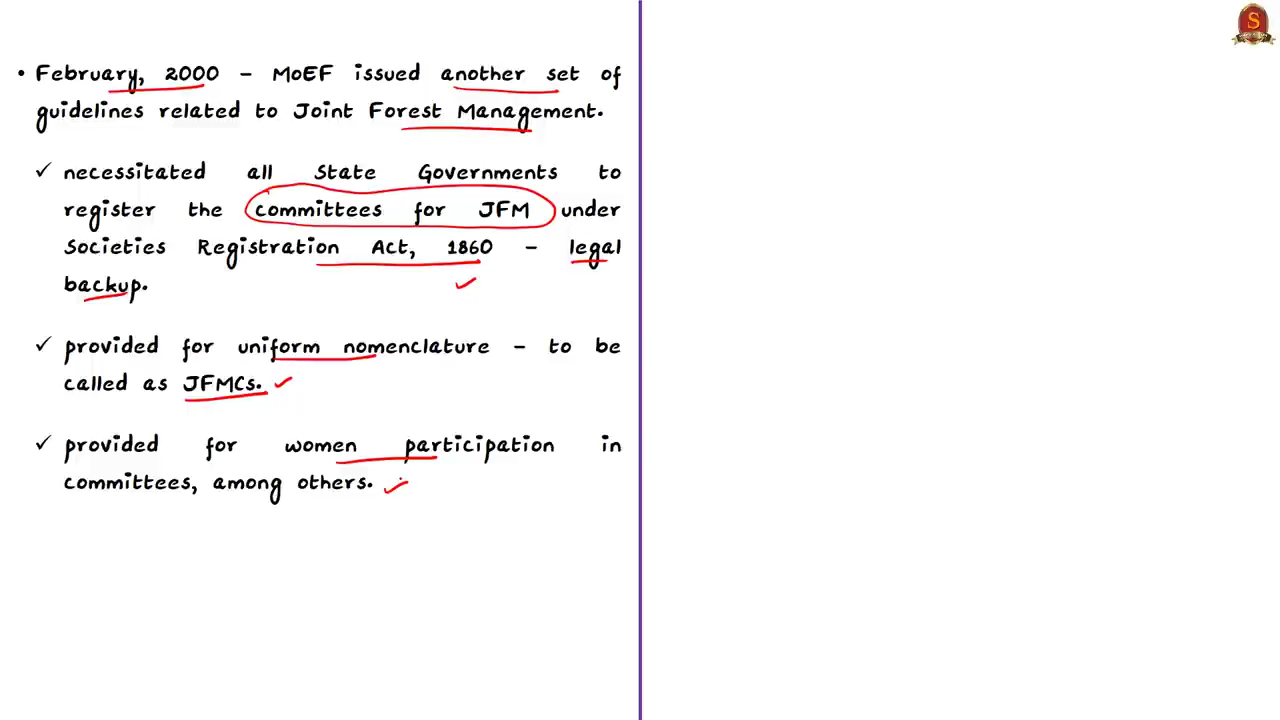 • February, 2000 - MoEF issued another set of
guidelines related to Joint Forest Management.
✓ necessitated all State Governments to
register the committees for JFM under
Societies Registration Act, 1860 - legal
backup.
✓ provided for uniform nomenclature - to be
called as JFMCs.
✓ provided for women participation in
committees, among others.
S